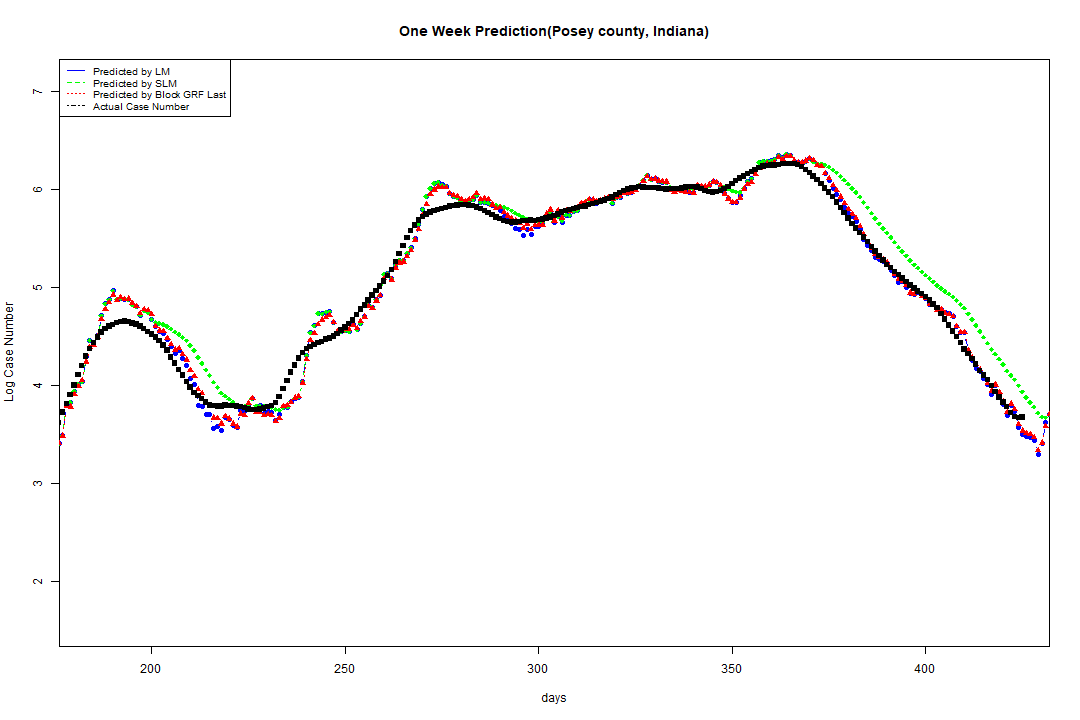 One Week Prediction(Posey county, Indiana)
Predicted by LM
Predicted by SLM
Predicted by Block GRF Last
Actual Case Number
7
6
5
4
3
2
Log Case Number
200 250 300 350 400
days